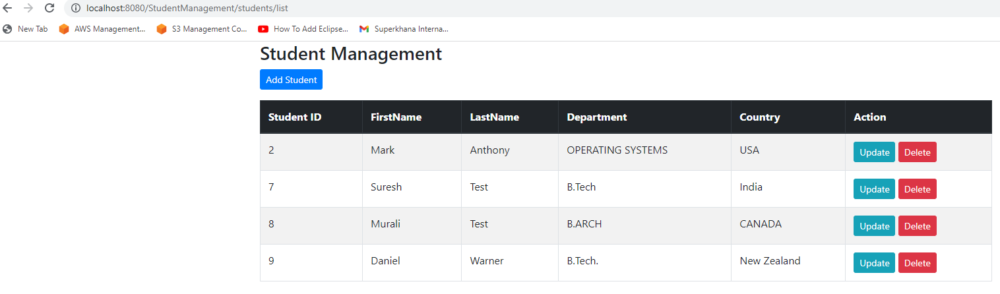 localhost:8080/StudentManagement/students/list
New Tab AWS Management... S3 Management Co... How To Add Eclipse... Superkhana Interna...
Student Management
Add Student
Student ID FirstName LastName Department Country Action
2 Mark Anthony OPERATING SYSTEMS USA Update Delete
7 Suresh Test B.Tech India Update Delete
8 Murali Test B.ARCH CANADA Update Delete
9 Daniel Warner B.Tech. New Zealand Update Delete